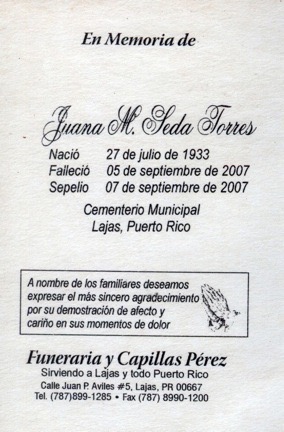 En Memoria de
Juana M. Seda Torres
Nació 27 de julio de 1933
Falleció 05 de septiembre de 2007
Sepelio 07 de septiembre de 2007
Cementerio Municipal
Lajas, Puerto Rico
A nombre de los familiares deseamos
expresar el más sincero agradecimiento
por su demostración de afecto y
cariño en sus momentos de dolor
Funeraria y Capillas Pérez
Sirviendo a Lajas y todo Puerto Rico
Calle Juan P. Aviles #5, Lajas, PR 00667
Tel. (787)899-1285 • Fax (787) 8990-1200